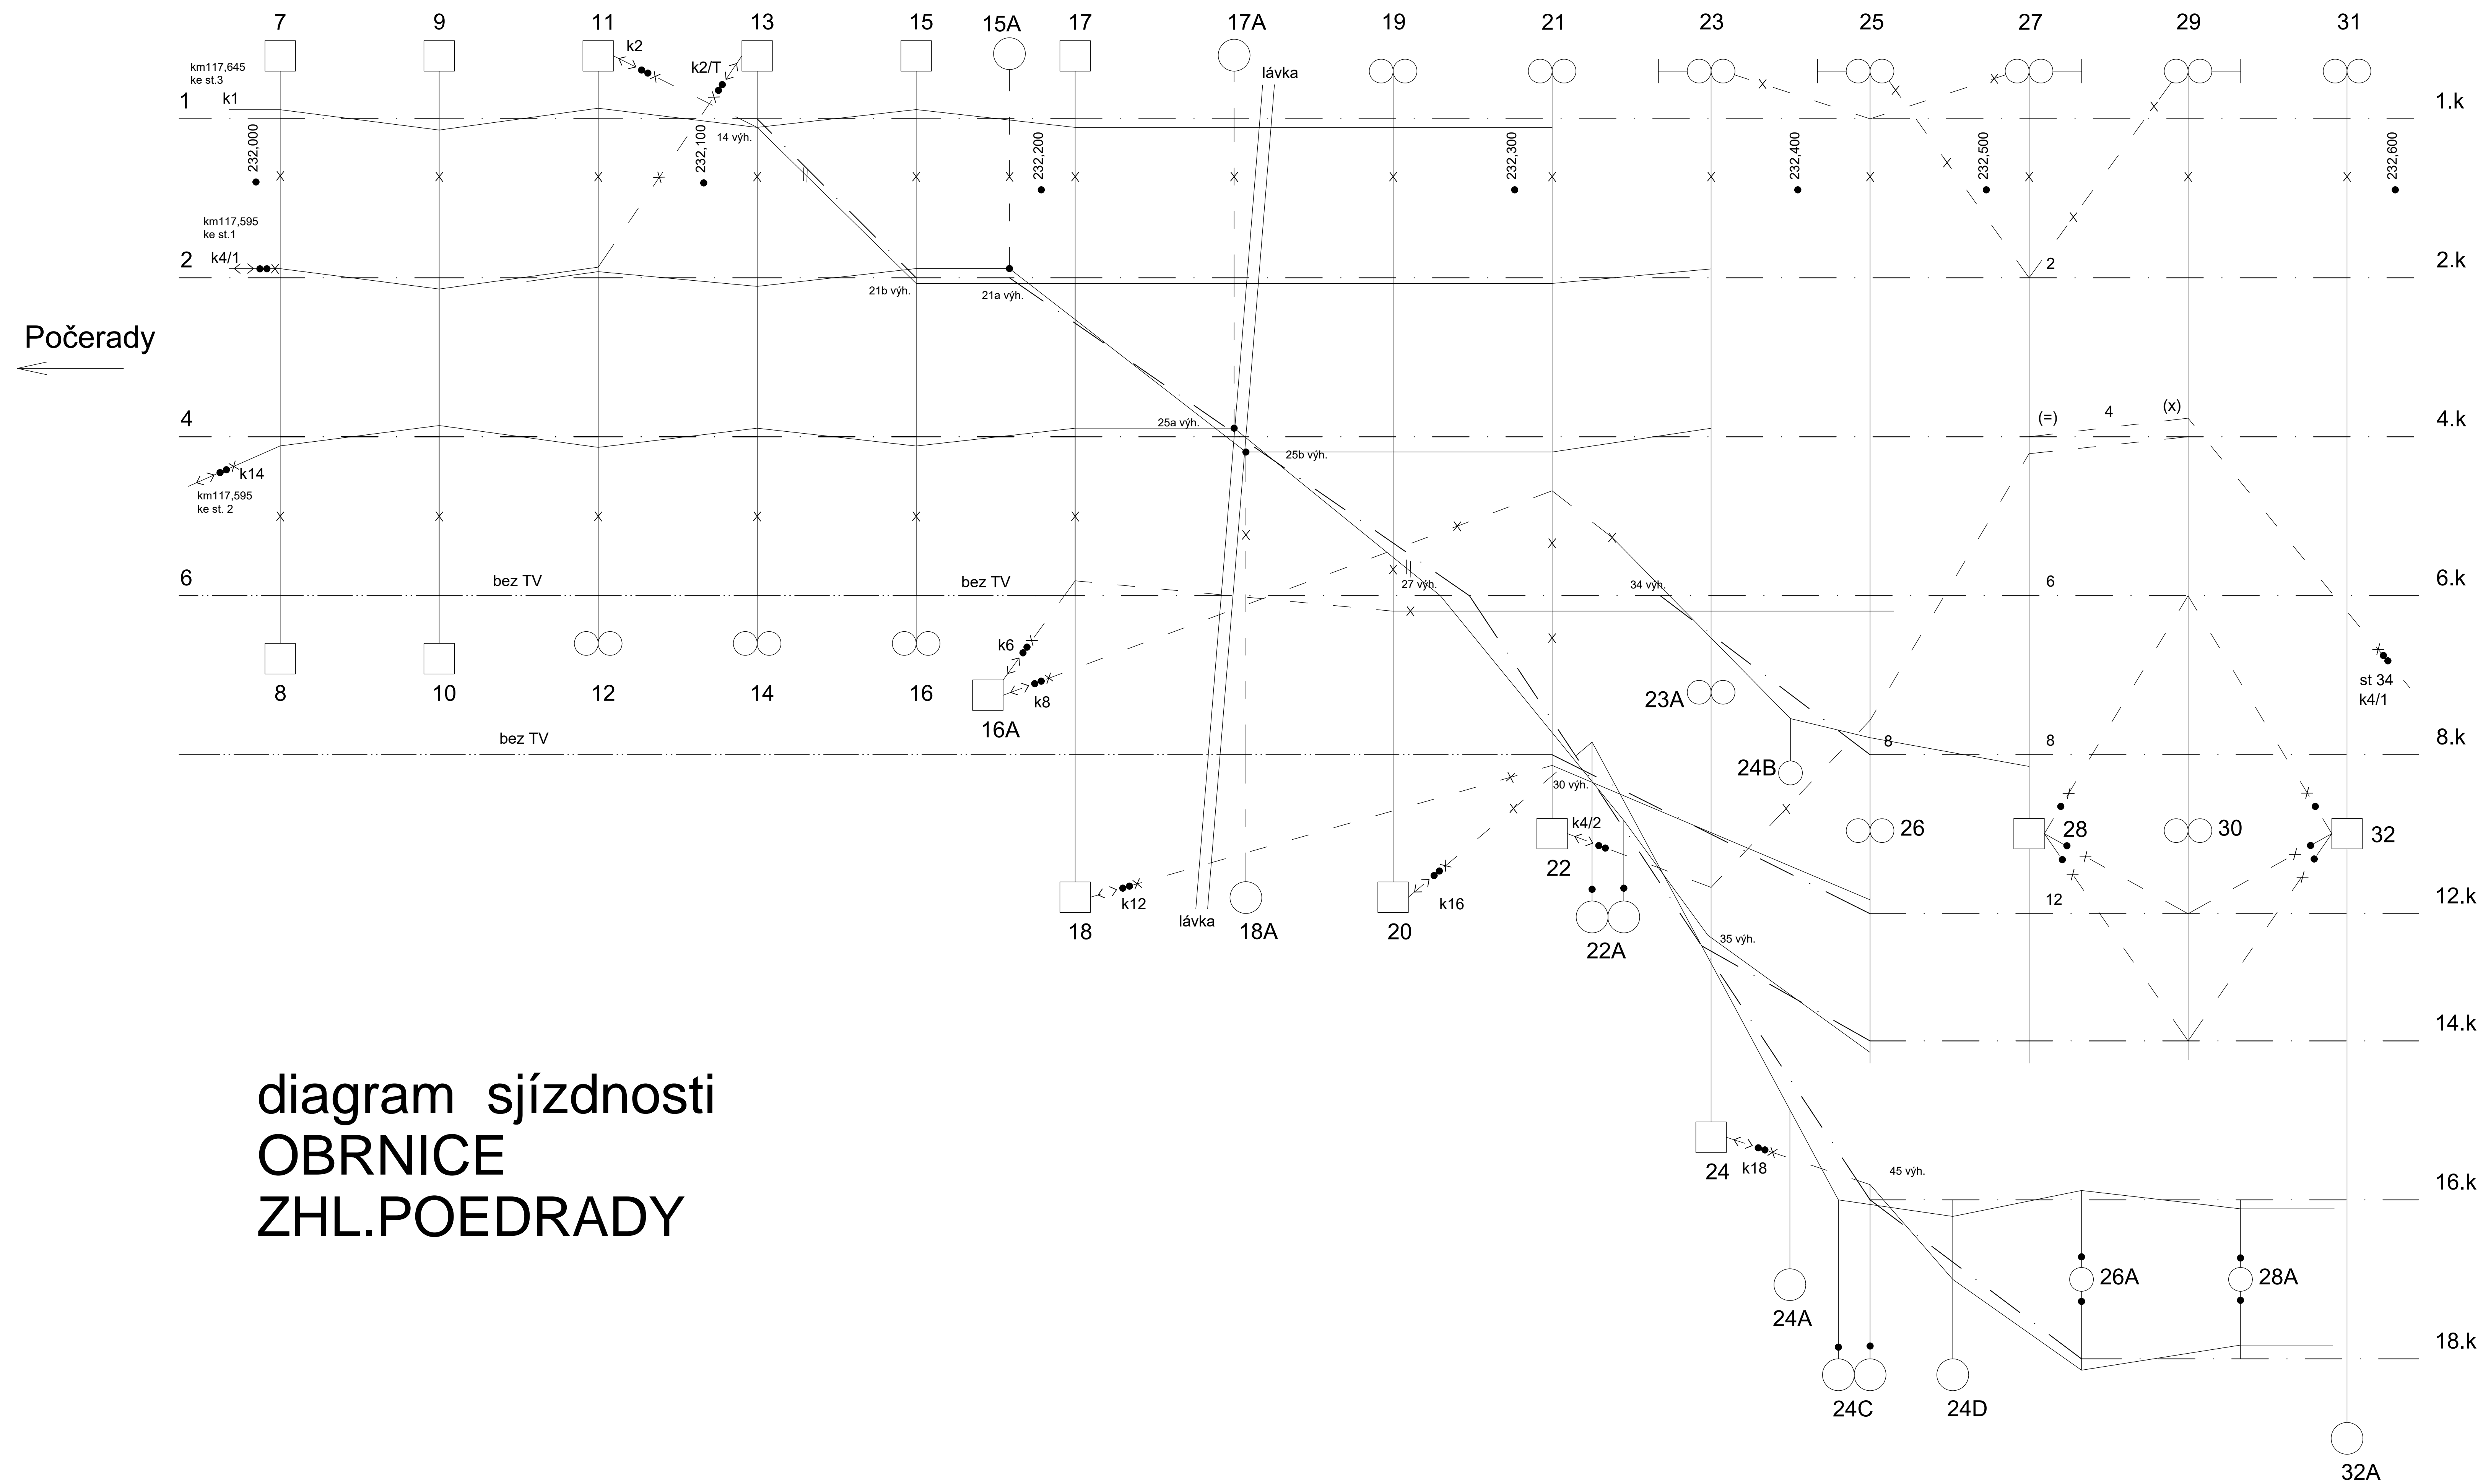 7 9 11 13 15 15A 17 17A 19 21 23 25 27 29 31
k2
k2/T
lávka
km117,645
ke st.3
1 k1 1.k
232,000 232,100 232,200 232,300 232,400 232,500 232,600
14 výh.
km117,595
ke st.1
2 k4/1 2 2.k
21b výh. 21a výh.
Počerady
4 25a výh. (=) 4 (x) 4.k
25b výh.
k14
km117,595
ke st. 2
6 bez TV bez TV 27 výh. 34 výh. 6 6.k
k6
8 10 12 14 16 16A k8 23A st 34
k4/1
bez TV 8 8 8.k
24B
30 výh.
k4/2 26 28 30 32
22
k12 k16 12 12.k
lávka
18 18A 20 22A 35 výh.
14.k
diagram sjízdnosti
OBRNICE
ZHL.POEDRADY
24 k18 45 výh. 16.k
26A 28A
24A 18.k
24C 24D
32A